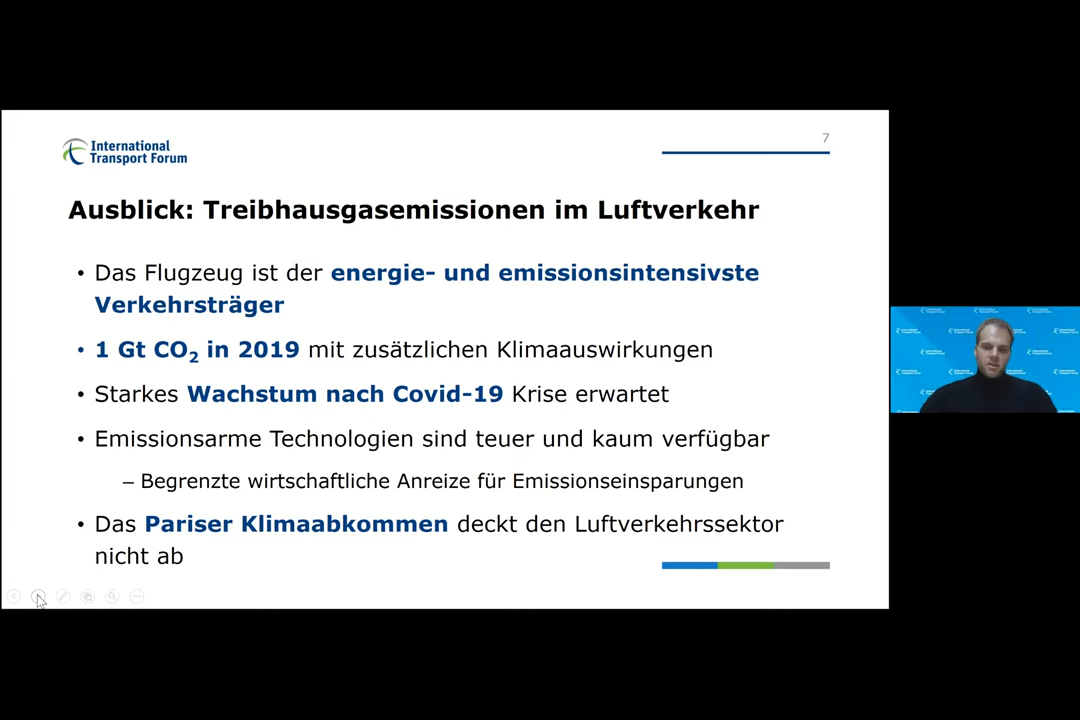 International
Transport Forum
7
Ausblick: Treibhausgasemissionen im Luftverkehr
• Das Flugzeug ist der energie- und emissionsintensivste
Verkehrsträger
• 1 Gt CO₂ in 2019 mit zusätzlichen Klimaauswirkungen
• Starkes Wachstum nach Covid-19 Krise erwartet
• Emissionsarme Technologien sind teuer und kaum verfügbar
– Begrenzte wirtschaftliche Anreize für Emissionseinsparungen
• Das Pariser Klimaabkommen deckt den Luftverkehrssektor
nicht ab